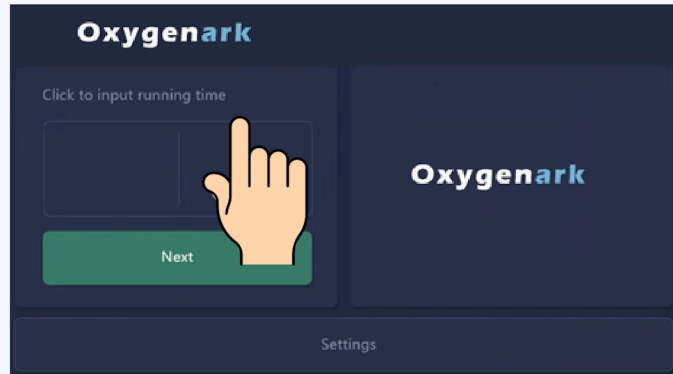 Oxygenark
Click to input running time
Oxygenark
Next
Settings